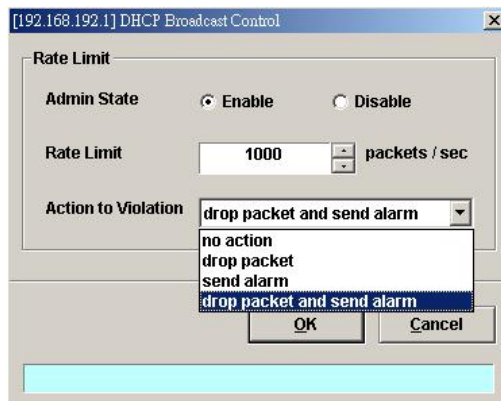 [192.168.192.1] DHCP Broadcast Control
Rate Limit
Admin State Enable Disable
Rate Limit 1000 packets / sec
Action to Violation drop packet and send alarm
no action
drop packet
send alarm
drop packet and send alarm
OK Cancel